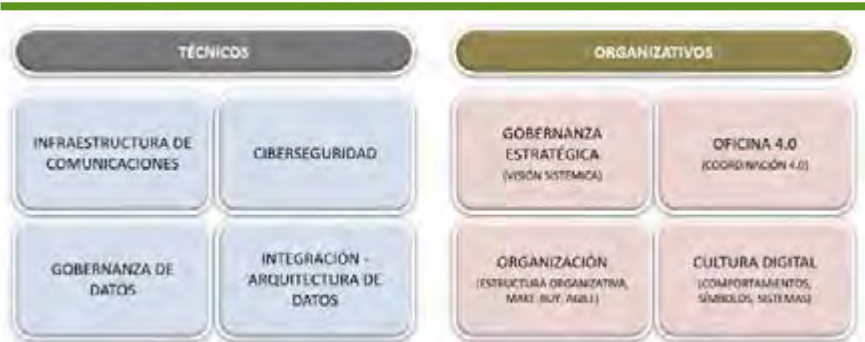 TÉCNICOS
ORGANIZATIVOS
INFRAESTRUCTURA DE
COMUNICACIONES
CIBERSEGURIDAD
GOBERNANZA
ESTRATÉGICA
(VISIÓN SISTEMICA)
OFICINA 4.0
(COORDINACIÓN 4.0)
GOBERNANZA DE
DATOS
INTEGRACIÓN -
ARQUITECTURA DE
DATOS
ORGANIZACIÓN
(ESTRUCTURA ORGANIZATIVA,
MAKE-BUY, AGILE)
CULTURA DIGITAL
(COMPORTAMIENTOS,
SÍMBOLOS, SISTEMAS)